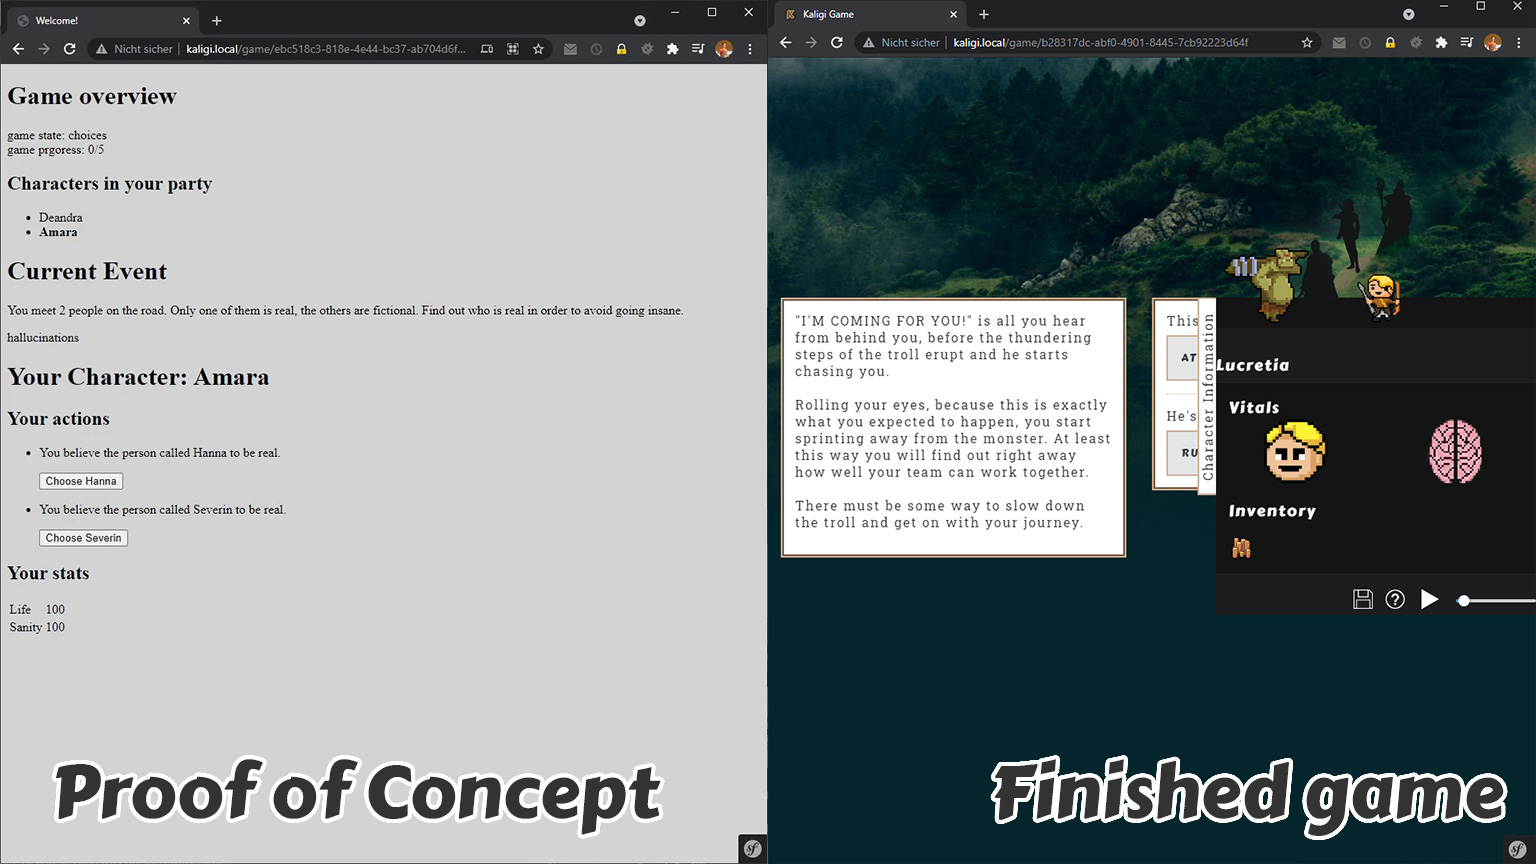 Welcome!
Nicht sicher
kaligi.local/game/ebc518c3-818e-4e44-bc37-ab704d6f...
Game overview
game state: choices
game prgoress: 0/5
Characters in your party
Deandra
Amara
Current Event
You meet 2 people on the road. Only one of them is real, the others are fictional. Find out who is real in order to avoid going insane.
hallucinations
Your Character: Amara
Your actions
You believe the person called Hanna to be real.
Choose Hanna
You believe the person called Severin to be real.
Choose Severin
Your stats
Life 100
Sanity 100
Proof of Concept
sf
Kaligi Game
Nicht sicher
kaligi.local/game/b28317dc-abf0-4901-8445-7cb92223d64f
"I'M COMING FOR YOU!" is all you hear
from behind you, before the thundering
steps of the troll erupt and he starts
chasing you.
Rolling your eyes, because this is exactly
what you expected to happen, you start
sprinting away from the monster. At least
this way you will find out right away
how well your team can work together.
There must be some way to slow down
the troll and get on with your journey.
This
AT
He's
RU
Character Information
Lucretia
Vitals
Inventory
?
Finished game
sf